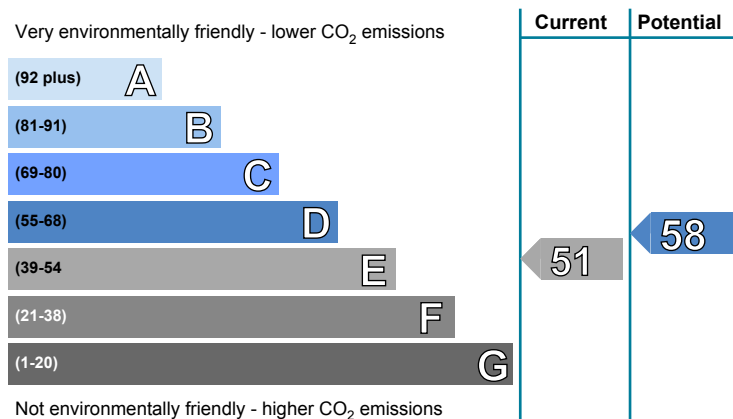 Very environmentally friendly - lower CO2 emissions
Current
Potential
(92 plus) A
(81-91) B
(69-80) C
(55-68) D
(39-54 E
(21-38) F
(1-20) G
51
58
Not environmentally friendly - higher CO2 emissions